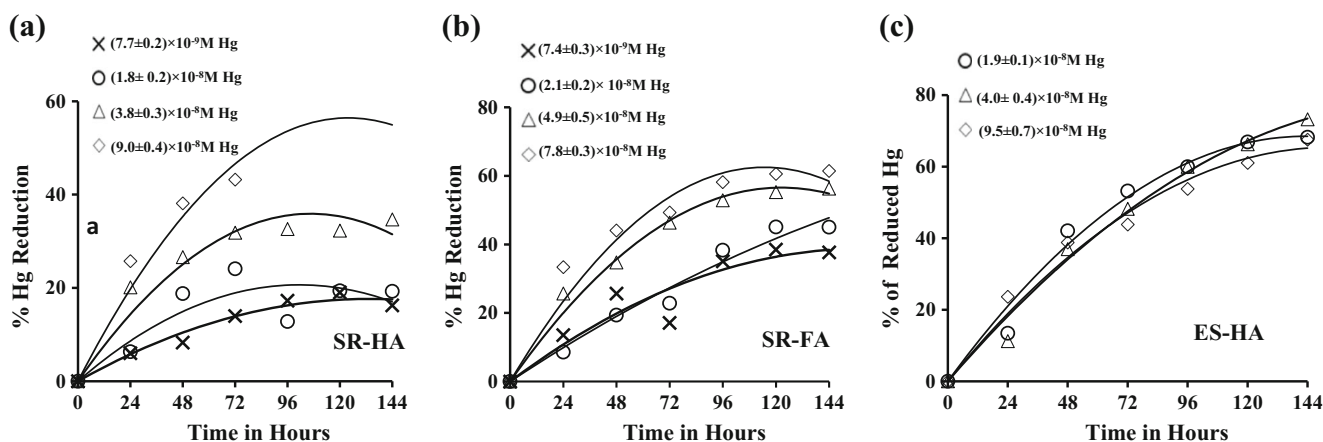 (a)
(7.7±0.2)×10⁻⁹M Hg
(1.8± 0.2)×10⁻⁸M Hg
(3.8±0.3)×10⁻⁸M Hg
(9.0±0.4)×10⁻⁸M Hg
% Hg Reduction
60
40
20
0
a
SR-HA
0 24 48 72 96 120 144
Time in Hours
(b)
(7.4±0.3)×10⁻⁹M Hg
(2.1±0.2)× 10⁻⁸M Hg
(4.9±0.5)×10⁻⁸M Hg
(7.8±0.3)×10⁻⁸M Hg
% Hg Reduction
80
60
40
20
0
SR-FA
0 24 48 72 96 120 144
Time in Hours
(c)
(1.9±0.1)×10⁻⁸M Hg
(4.0± 0.4)×10⁻⁸M Hg
(9.5±0.7)×10⁻⁸M Hg
% of Reduced Hg
80
60
40
20
0
ES-HA
0 24 48 72 96 120 144
Time in Hours